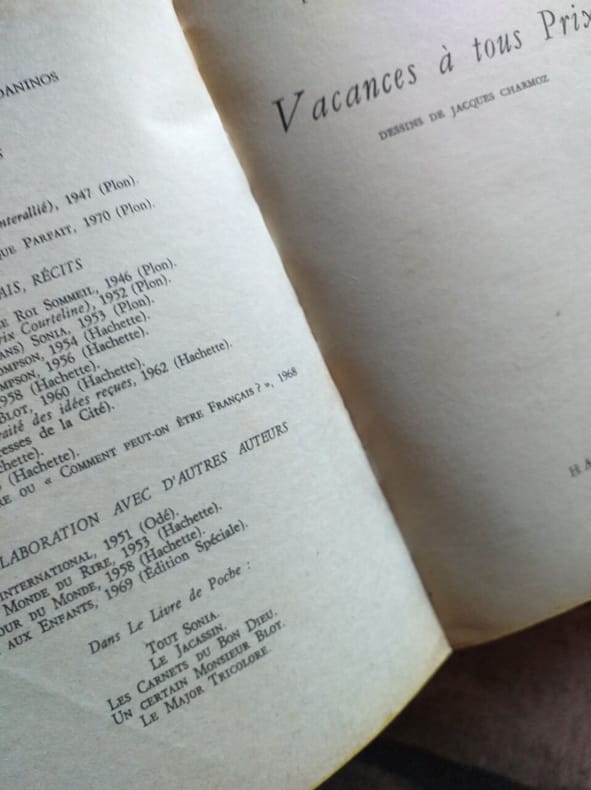 DANINOS
nterallié), 1947 (Plon).
QUE PARFAIT, 1970 (Plon).
AIS, RÉCITS
E ROI SOMMEIL, 1946 (Plon).
rix Courteline), 1952 (Plon).
ANS) SONIA, 1953 (Plon).
OMPSON, 1954 (Hachette).
MPSON, 1956 (Hachette).
958 (Hachette).
BLOT, 1960 (Hachette).
aité des idées reçues, 1962 (Hachette).
esses de la Cité).
chette).
(Hachette).
RE OU « COMMENT PEUT-ON ÊTRE FRANÇAIS ? », 1968
LABORATION AVEC D'AUTRES AUTEURS
INTERNATIONAL, 1951 (Odé).
MONDE DU RIRE, 1953 (Hachette).
OUR DU MONDE, 1958 (Hachette).
AUX ENFANTS, 1969 (Édition Spéciale).
Dans Le Livre de Poche :
TOUT SONIA.
LE JACASSIN.
LES CARNETS DU BON DIEU.
UN CERTAIN MONSIEUR BLOT.
LE MAJOR TRICOLORE.
Vacances à tous Prix
DESSINS DE JACQUES CHARMOZ
HA